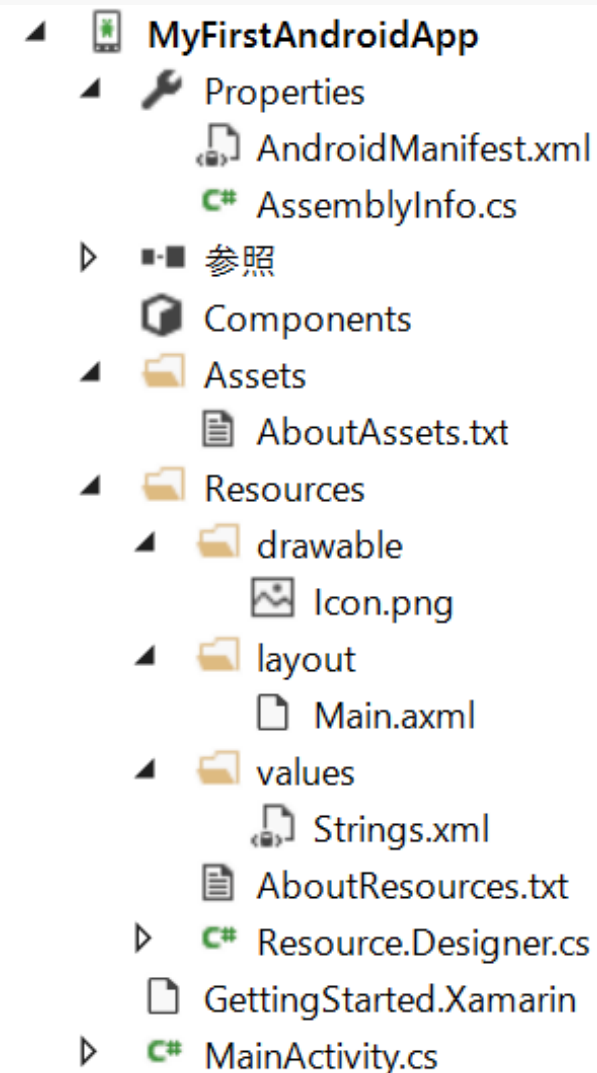 MyFirstAndroidApp
Properties
AndroidManifest.xml
C# AssemblyInfo.cs
参照
Components
Assets
AboutAssets.txt
Resources
drawable
Icon.png
layout
Main.axml
values
Strings.xml
AboutResources.txt
C# Resource.Designer.cs
GettingStarted.Xamarin
C# MainActivity.cs